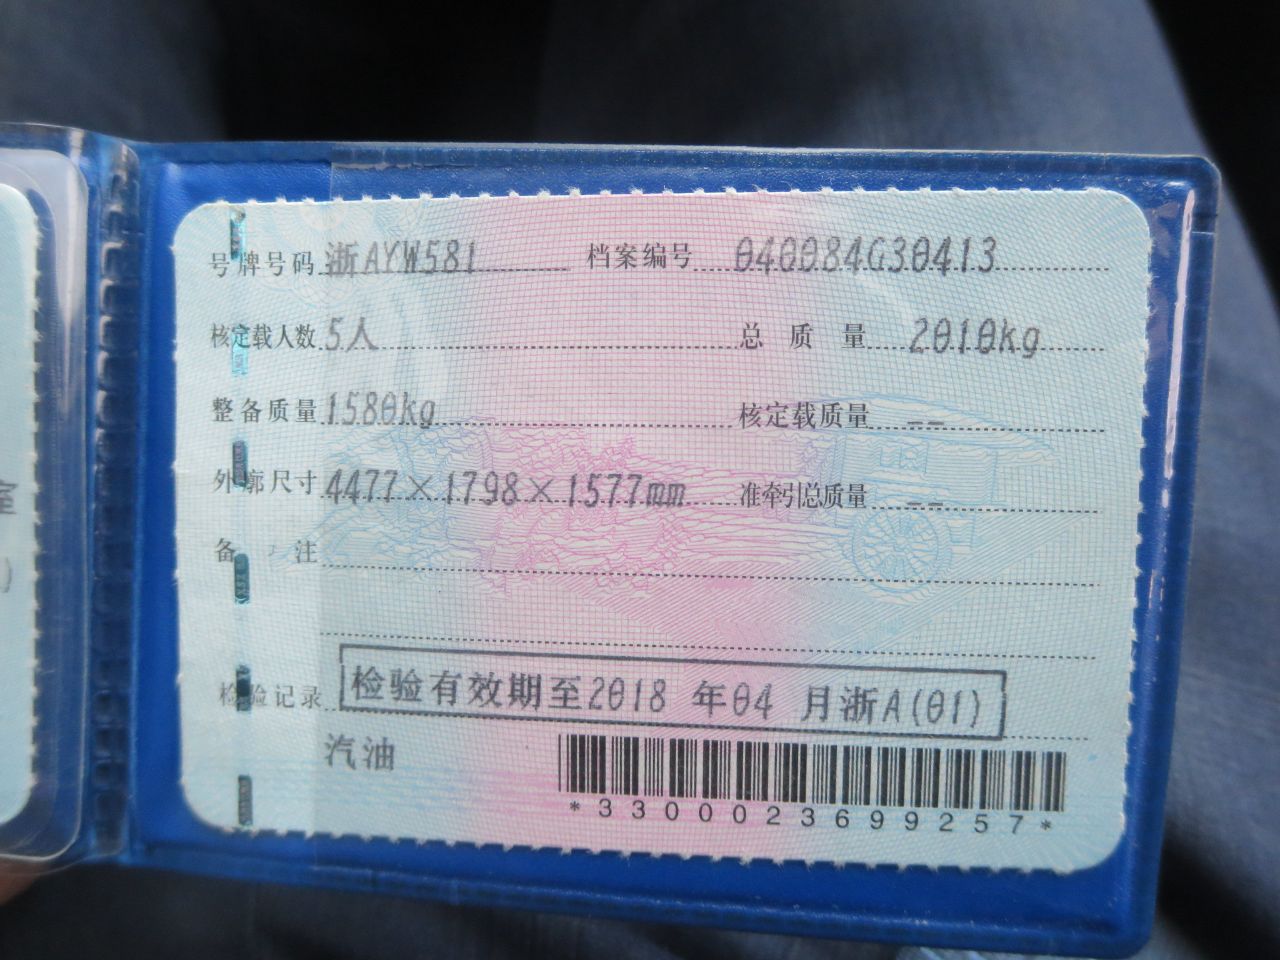 号牌号码 浙AYW581 档案编号 040084G30413
核定载人数 5人 总质量 2010kg
整备质量 1580kg 核定载质量 --
外廓尺寸 4477×1798×1577mm 准牵引总质量 --
备注
检验记录 检验有效期至2018年04月浙A(01)
汽油
*3300023699257*